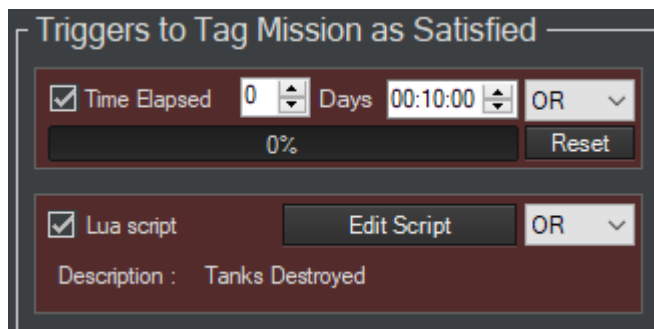 Triggers to Tag Mission as Satisfied
Time Elapsed 0 Days 00:10:00 OR
0% Reset
Lua script Edit Script OR
Description : Tanks Destroyed